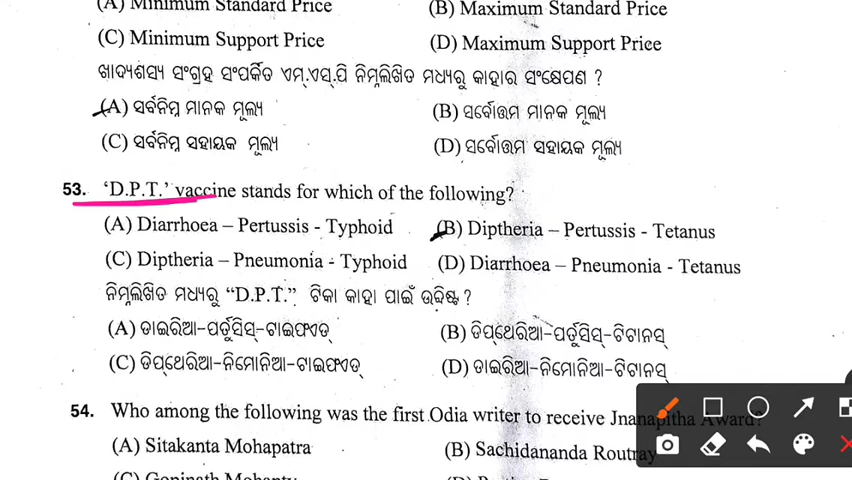 (A) Minimum Standard Price (B) Maximum Standard Price
(C) Minimum Support Price (D) Maximum Support Price
ଖାଦ୍ୟଶସ୍ୟ ସଂଗ୍ରହ ସଂପର୍କିତ ଏମ୍.ଏସ୍.ପି ନିମ୍ନଲିଖିତ ମଧ୍ୟରୁ କାହାର ସଂକ୍ଷେପଣ ?
(A) ସର୍ବନିମ୍ନ ମାନକ ମୂଲ୍ୟ (B) ସର୍ବୋତ୍ତମ ମାନକ ମୂଲ୍ୟ
(C) ସର୍ବନିମ୍ନ ସହାୟକ ମୂଲ୍ୟ (D) ସର୍ବୋତ୍ତମ ସହାୟକ ମୂଲ୍ୟ
53. ‘D.P.T.’ vaccine stands for which of the following?
(A) Diarrhoea – Pertussis - Typhoid (B) Diptheria – Pertussis - Tetanus
(C) Diptheria – Pneumonia - Typhoid (D) Diarrhoea – Pneumonia - Tetanus
ନିମ୍ନଲିଖିତ ମଧ୍ୟରୁ “D.P.T.” ଟିକା କାହା ପାଇଁ ଉଦ୍ଦିଷ୍ଟ ?
(A) ଡାଇରିଆ-ପର୍ଟୁସିସ୍-ଟାଇଫଏଡ୍ (B) ଡିପ୍‌ଥେରିଆ-ପର୍ଟୁସିସ୍-ଟିଟାନସ୍
(C) ଡିପ୍‌ଥେରିଆ-ନିମୋନିଆ-ଟାଇଫଏଡ୍ (D) ଡାଇରିଆ-ନିମୋନିଆ-ଟିଟାନସ୍
54. Who among the following was the first Odia writer to receive Jnanapitha Award?
(A) Sitakanta Mohapatra (B) Sachidananda Routray
(C) Gopinath Mohanty (D)